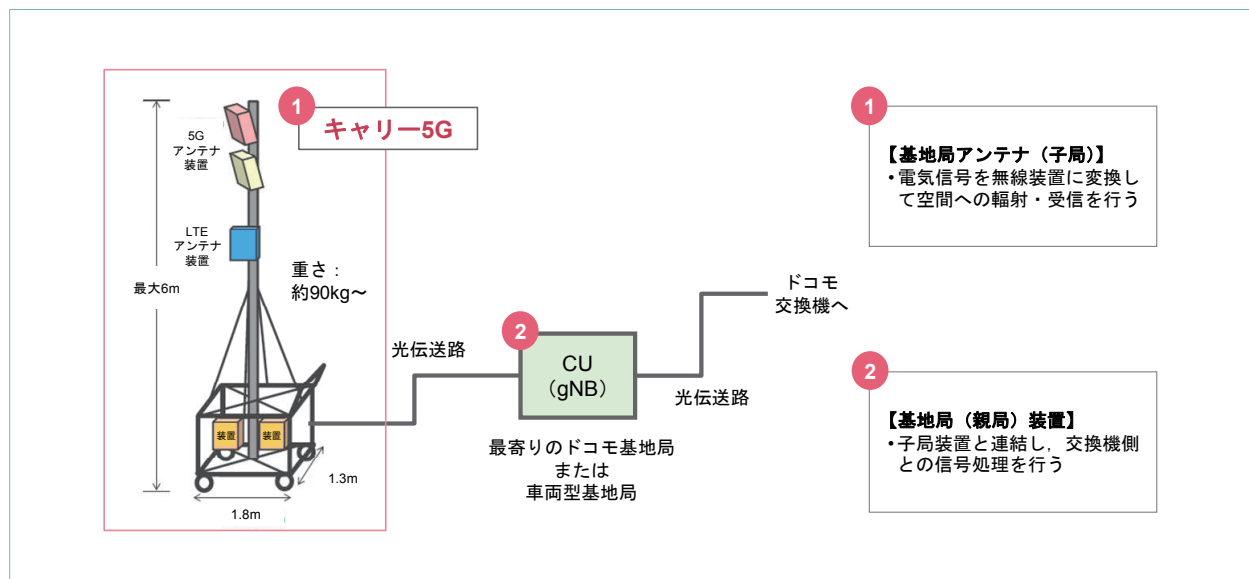 1
キャリー5G
5G
アンテナ
装置
LTE
アンテナ
装置
最大6m
重さ：
約90kg〜
装置
装置
1.3m
1.8m
光伝送路
2
CU
（gNB）
最寄りのドコモ基地局
または
車両型基地局
光伝送路
ドコモ
交換機へ
1
【基地局アンテナ（子局）】
・電気信号を無線装置に変換し
て空間への輻射・受信を行う
2
【基地局（親局）装置】
・子局装置と連結し，交換機側
との信号処理を行う